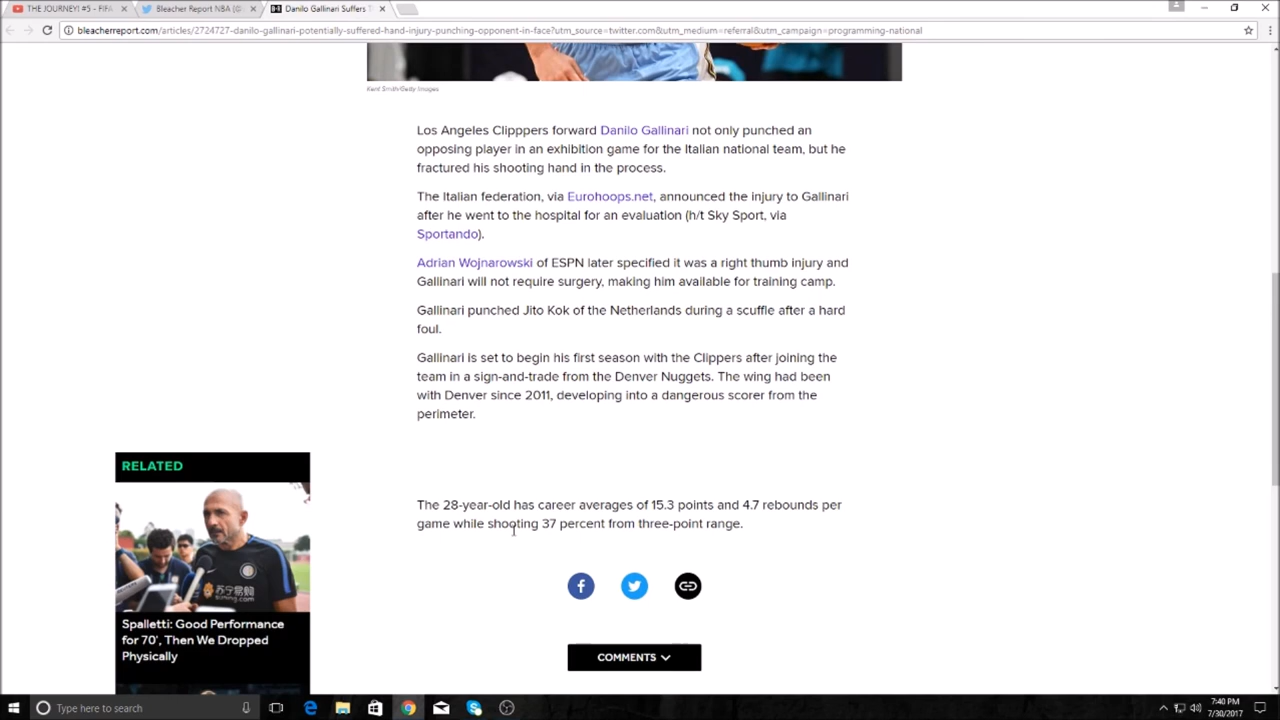 THE JOURNEY! #5 - FIFA
Bleacher Report NBA (@
Danilo Gallinari Suffers
bleacherreport.com/articles/2724727-danilo-gallinari-potentially-suffered-hand-injury-punching-opponent-in-face?utm_source=twitter.com&utm_medium=referral&utm_campaign=programming-national
Kent Smith/Getty Images
Los Angeles Clipppers forward Danilo Gallinari not only punched an
opposing player in an exhibition game for the Italian national team, but he
fractured his shooting hand in the process.
The Italian federation, via Eurohoops.net, announced the injury to Gallinari
after he went to the hospital for an evaluation (h/t Sky Sport, via
Sportando).
Adrian Wojnarowski of ESPN later specified it was a right thumb injury and
Gallinari will not require surgery, making him available for training camp.
Gallinari punched Jito Kok of the Netherlands during a scuffle after a hard
foul.
Gallinari is set to begin his first season with the Clippers after joining the
team in a sign-and-trade from the Denver Nuggets. The wing had been
with Denver since 2011, developing into a dangerous scorer from the
perimeter.
RELATED
苏宁易购
suning.com
Spalletti: Good Performance
for 70', Then We Dropped
Physically
The 28-year-old has career averages of 15.3 points and 4.7 rebounds per
game while shooting 37 percent from three-point range.
COMMENTS
Type here to search
7:40 PM
7/30/2017